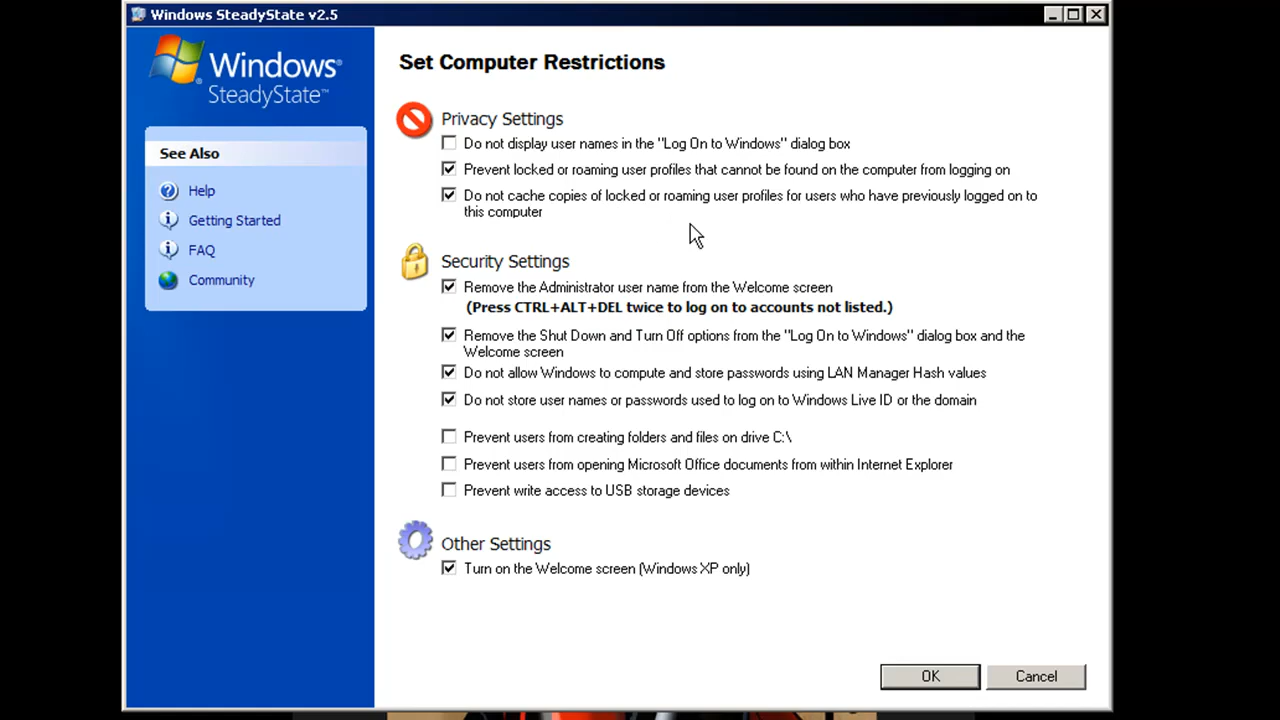 Windows SteadyState v2.5
Windows®
SteadyState™
See Also
Help
Getting Started
FAQ
Community
Set Computer Restrictions
Privacy Settings
Do not display user names in the "Log On to Windows" dialog box
Prevent locked or roaming user profiles that cannot be found on the computer from logging on
Do not cache copies of locked or roaming user profiles for users who have previously logged on to
this computer
Security Settings
Remove the Administrator user name from the Welcome screen
(Press CTRL+ALT+DEL twice to log on to accounts not listed.)
Remove the Shut Down and Turn Off options from the "Log On to Windows" dialog box and the
Welcome screen
Do not allow Windows to compute and store passwords using LAN Manager Hash values
Do not store user names or passwords used to log on to Windows Live ID or the domain
Prevent users from creating folders and files on drive C:\
Prevent users from opening Microsoft Office documents from within Internet Explorer
Prevent write access to USB storage devices
Other Settings
Turn on the Welcome screen (Windows XP only)
OK
Cancel